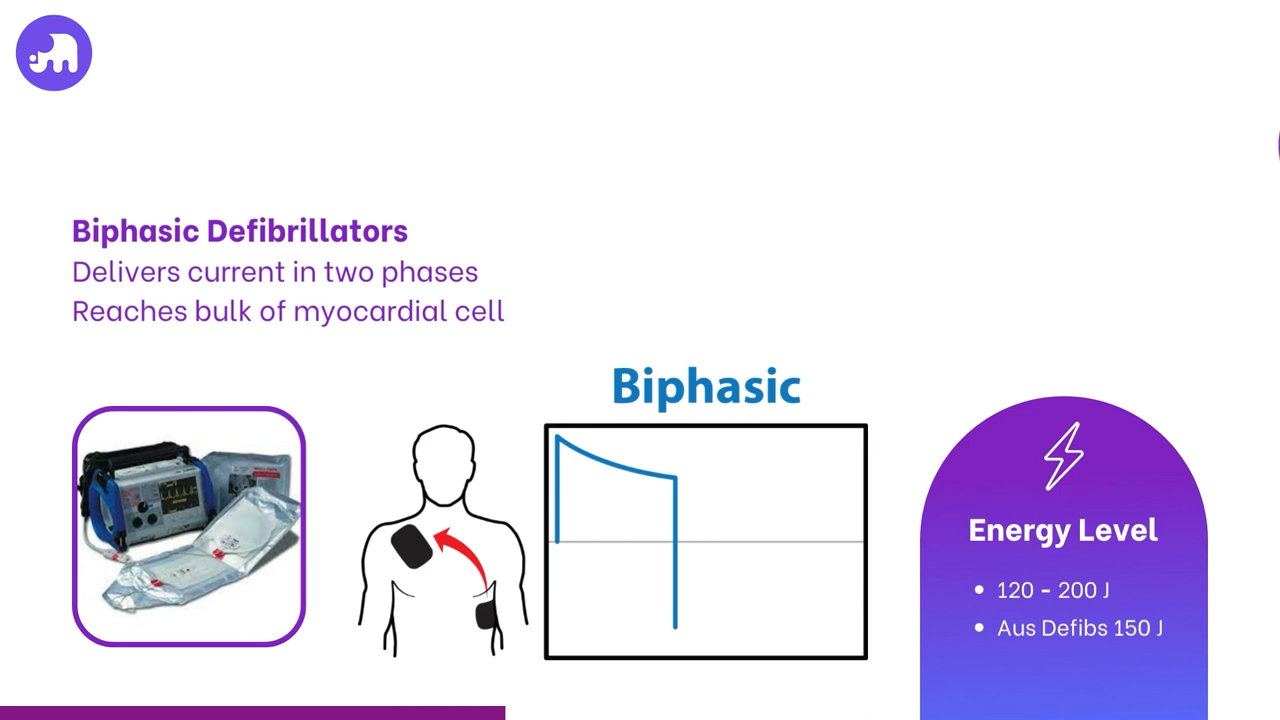 Biphasic Defibrillators
Delivers current in two phases
Reaches bulk of myocardial cell
Biphasic
Energy Level
120 - 200 J
Aus Defibs 150 J